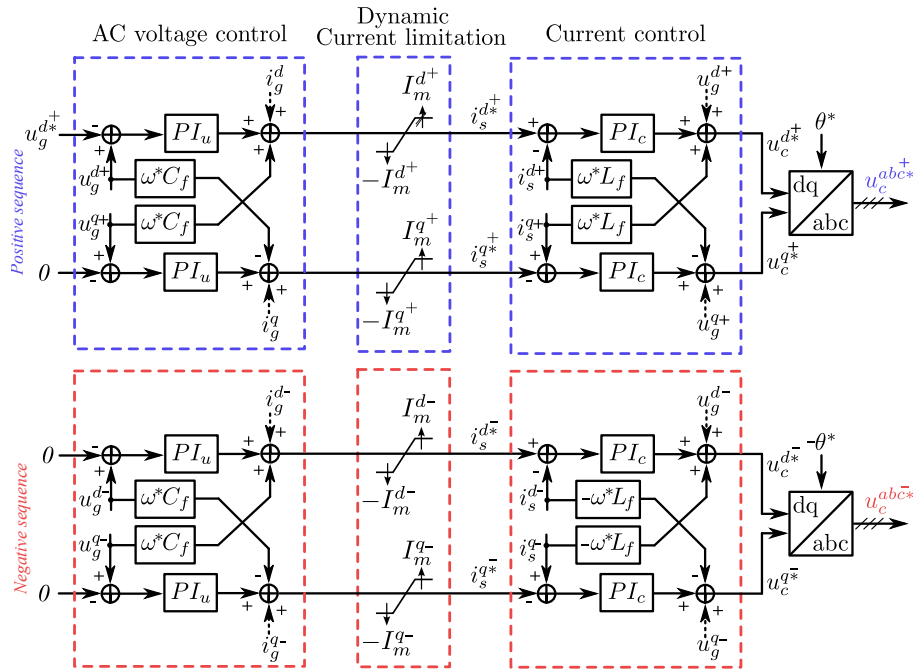 AC voltage control
Dynamic
Current limitation
Current control
Positive sequence
u_g^{d*+}
-
+
+
+
+
i_g^d
PI_u
u_g^{d+}
ω*C_f
u_g^{q+}
ω*C_f
0
+
-
PI_u
+
-
+
i_g^q
I_m^{d+}
-I_m^{d+}
I_m^{q+}
-I_m^{q+}
i_s^{d*+}
i_s^{q*+}
+
-
PI_c
+
+
+
u_g^{d+}
i_s^{d+}
ω*L_f
i_s^{q+}
ω*L_f
-
+
PI_c
+
-
+
u_g^{q+}
u_c^{d*+}
u_c^{q*+}
θ*
dq
abc
u_c^{abc*+}
Negative sequence
0
-
+
PI_u
+
+
+
i_g^{d-}
u_g^{d-}
ω*C_f
u_g^{q-}
ω*C_f
0
+
-
PI_u
+
-
+
i_g^{q-}
I_m^{d-}
-I_m^{d-}
I_m^{q-}
-I_m^{q-}
i_s^{d*-}
i_s^{q*-}
+
-
PI_c
+
+
+
u_g^{d-}
i_s^{d-}
-ω*L_f
i_s^{q-}
-ω*L_f
-
+
PI_c
+
-
+
u_g^{q-}
u_c^{d*-}
u_c^{q*-}
-θ*
dq
abc
u_c^{abc*-}